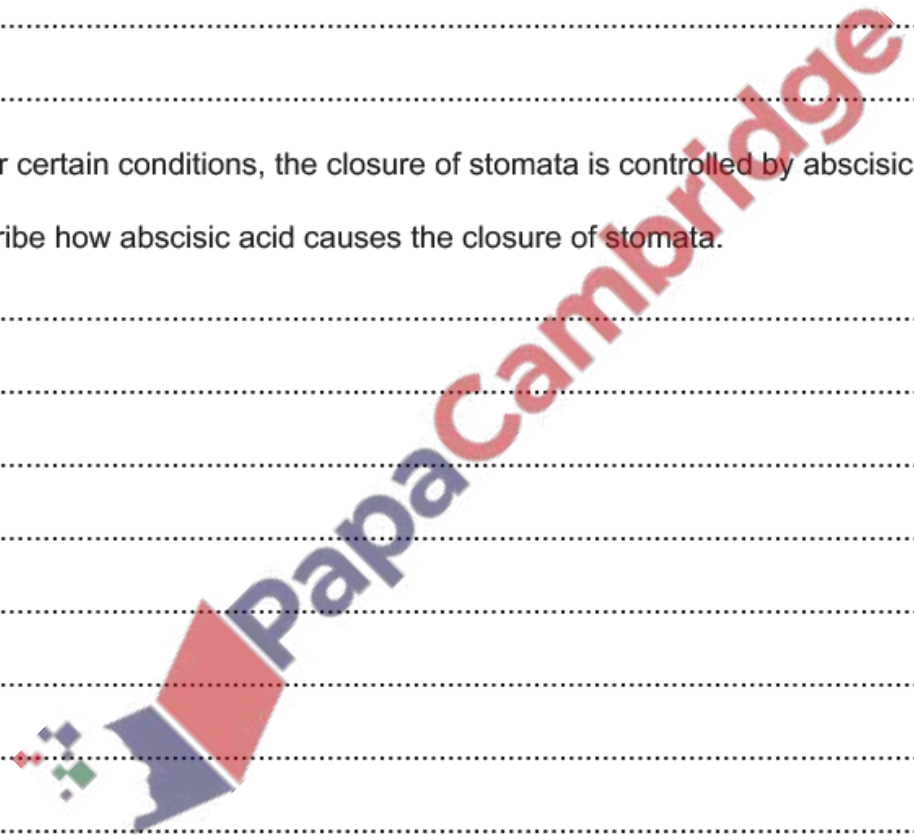 r certain conditions, the closure of stomata is controlled by abscisic
ribe how abscisic acid causes the closure of stomata.
PapaCambridge